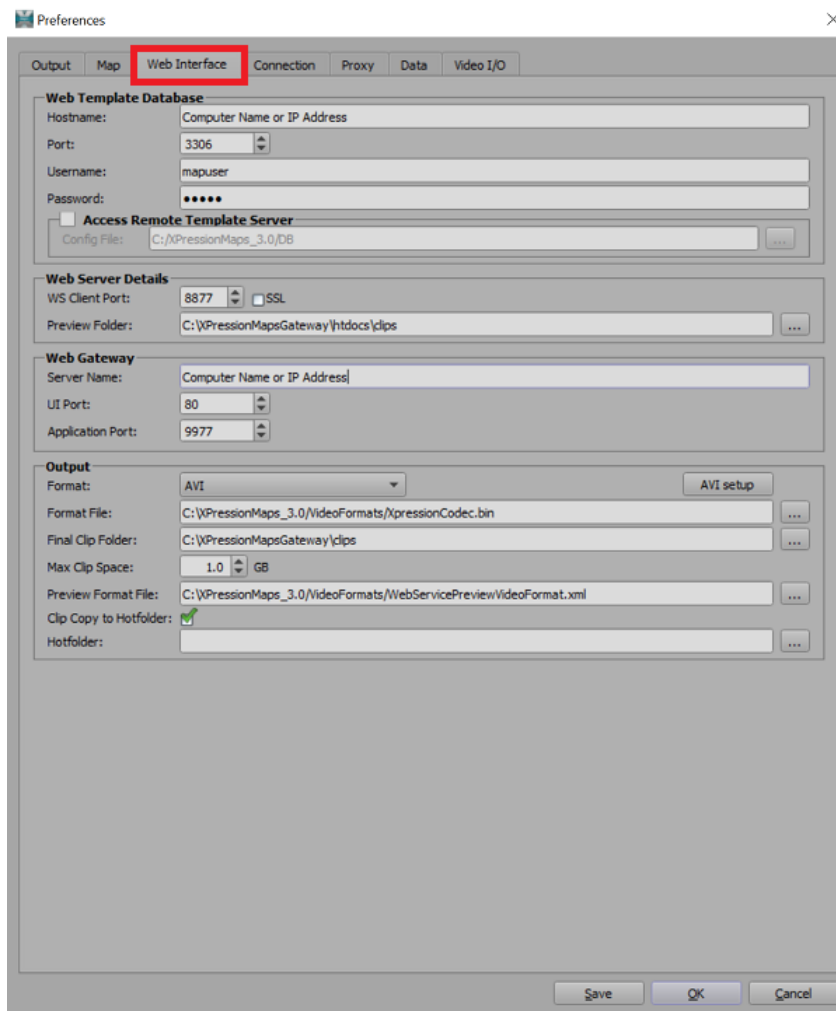 Preferences
Output Map Web Interface Connection Proxy Data Video I/O
Web Template Database
Hostname: Computer Name or IP Address
Port: 3306
Username: mapuser
Password: •••••
Access Remote Template Server
Config File: C:/XPressionMaps_3.0/DB ...
Web Server Details
WS Client Port: 8877 SSL
Preview Folder: C:\XPressionMapsGateway\htdocs\clips ...
Web Gateway
Server Name: Computer Name or IP Address
UI Port: 80
Application Port: 9977
Output
Format: AVI AVI setup
Format File: C:\XPressionMaps_3.0/VideoFormats/XpressionCodec.bin ...
Final Clip Folder: C:\XPressionMapsGateway\clips ...
Max Clip Space: 1.0 GB
Preview Format File: C:\XPressionMaps_3.0/VideoFormats/WebServicePreviewVideoFormat.xml ...
Clip Copy to Hotfolder:
Hotfolder: ...
Save OK Cancel